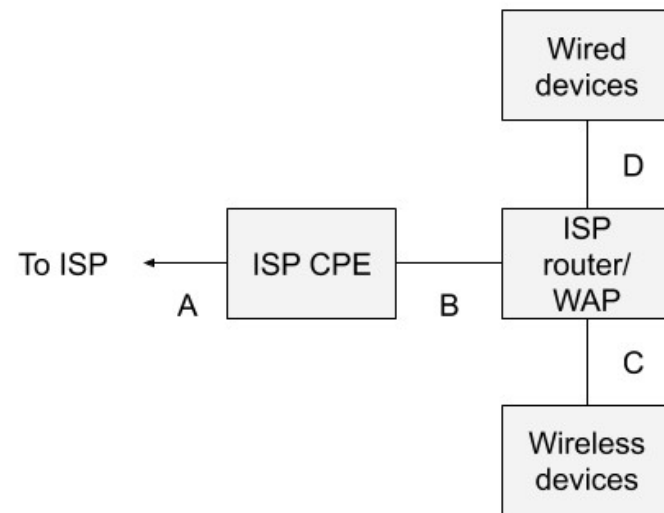 Wired
devices
D
To ISP
ISP CPE
ISP
router/
WAP
A
B
C
Wireless
devices